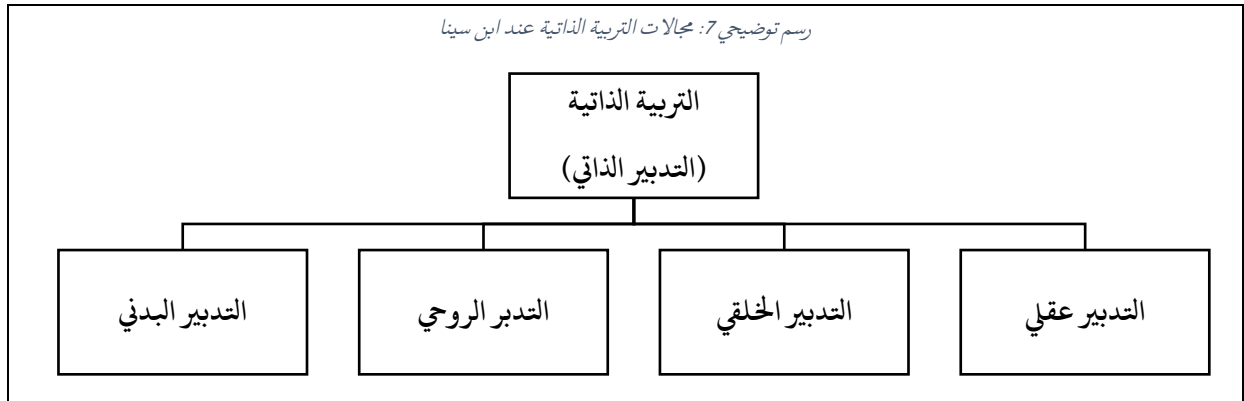 رسم توضيحي 7: مجالات التربية الذاتية عند ابن سينا
التربية الذاتية
(التدبير الذاتي)
التدبير عقلي
التدبير الخلقي
التدبر الروحي
التدبير البدني